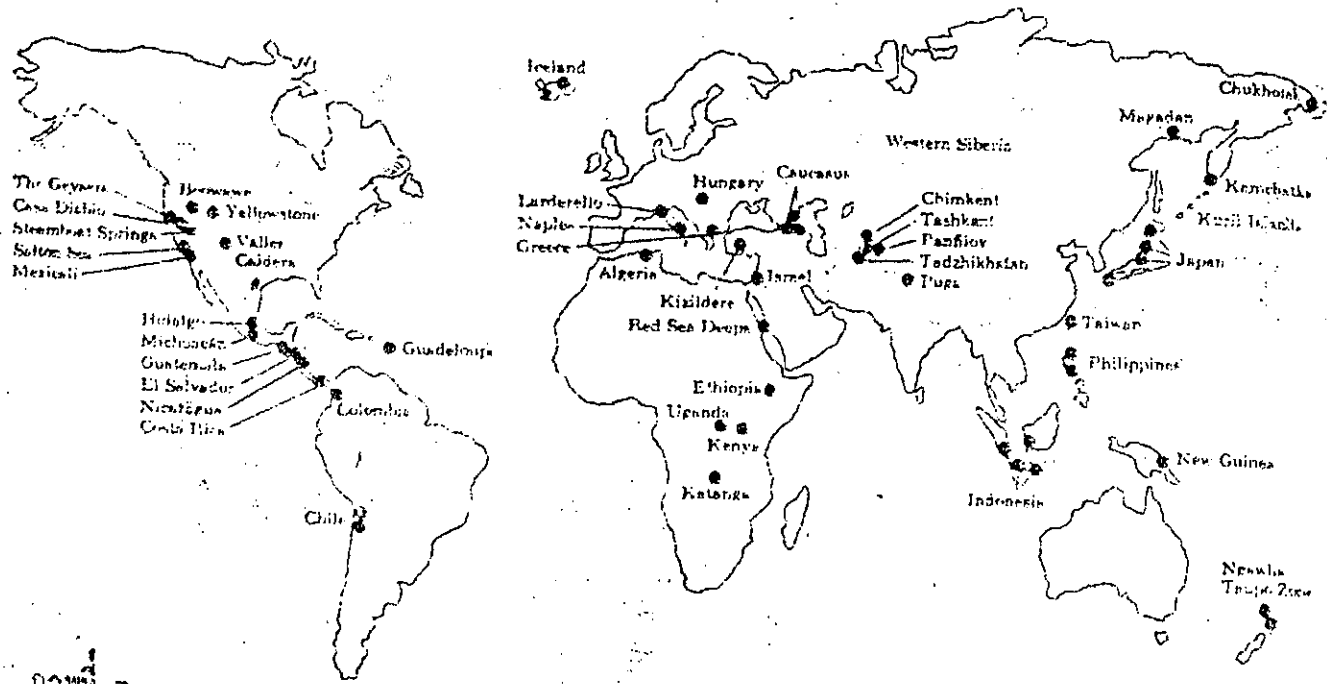 Iceland
Chukhotsk
Magadan
Western Siberia
Kamchatka
Kuril Islands
Japan
The Geysers
Beowawe
Yellowstone
Casa Diablo
Steamboat Springs
Salton Sea
Mexicali
Valles
Caldera
Larderello
Naples
Greece
Hungary
Caucasus
Chimkent
Tashkent
Panfilov
Tadzhikhstan
Puga
Algeria
Israel
Kizildere
Red Sea Deeps
Hidalgo
Michoacán
Guatemala
El Salvador
Nicaragua
Costa Rica
Guadeloupe
Colombia
Chile
Ethiopia
Uganda
Kenya
Katanga
Taiwan
Philippines
Indonesia
New Guinea
Taupo Zone